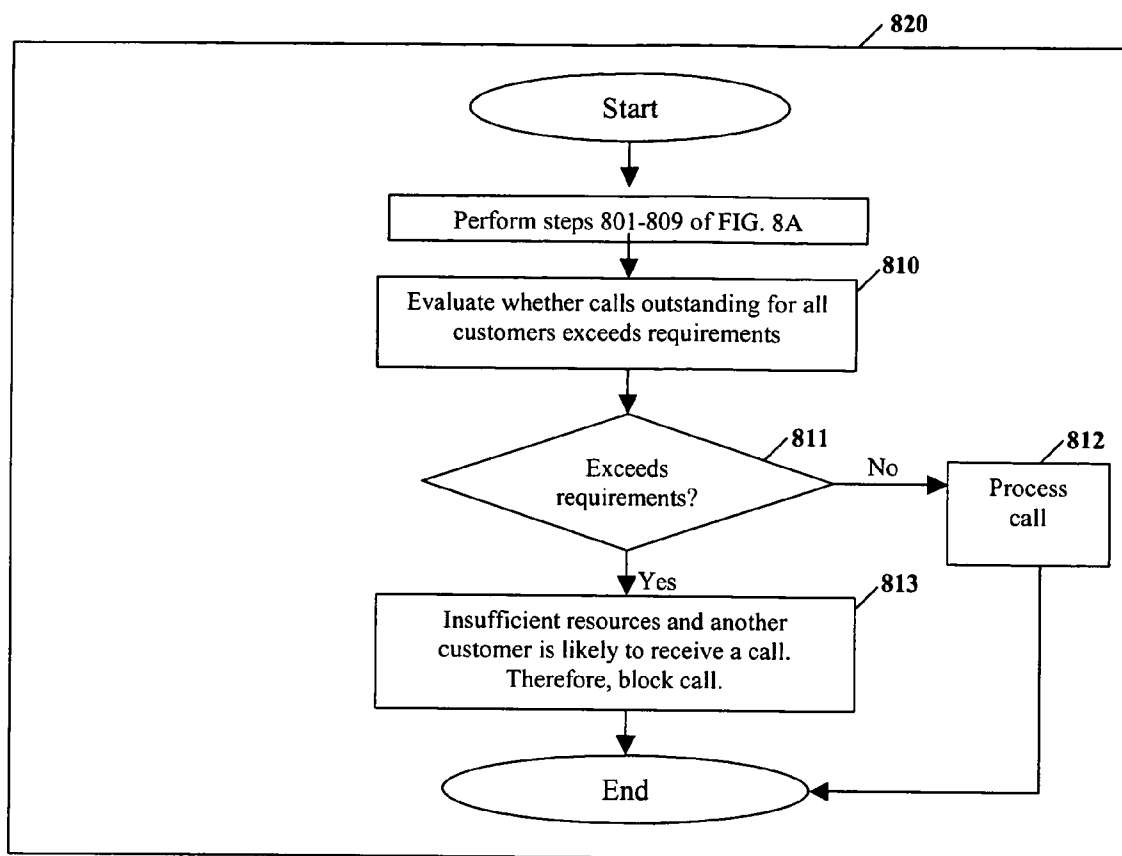 820
Start
Perform steps 801-809 of FIG. 8A
810
Evaluate whether calls outstanding for all
customers exceeds requirements
811
Exceeds
requirements?
No
812
Process
call
Yes
813
Insufficient resources and another
customer is likely to receive a call.
Therefore, block call.
End